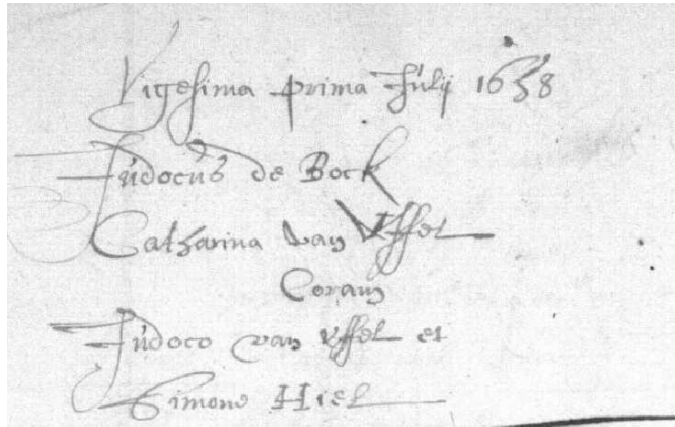 Vigesima prima Julij 1658
Judocus de Bock
Catharina van Uffel
Coram
Judoco van Uffel et
Simone Hiel